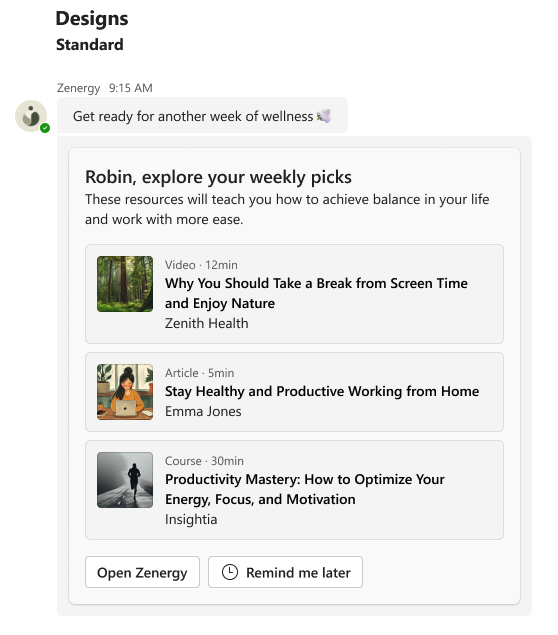 Designs
Standard
Zenergy 9:15 AM
Get ready for another week of wellness 🕊️
Robin, explore your weekly picks
These resources will teach you how to achieve balance in your life
and work with more ease.
Video · 12min
Why You Should Take a Break from Screen Time
and Enjoy Nature
Zenith Health
Article · 5min
Stay Healthy and Productive Working from Home
Emma Jones
Course · 30min
Productivity Mastery: How to Optimize Your
Energy, Focus, and Motivation
Insightia
Open Zenergy
Remind me later